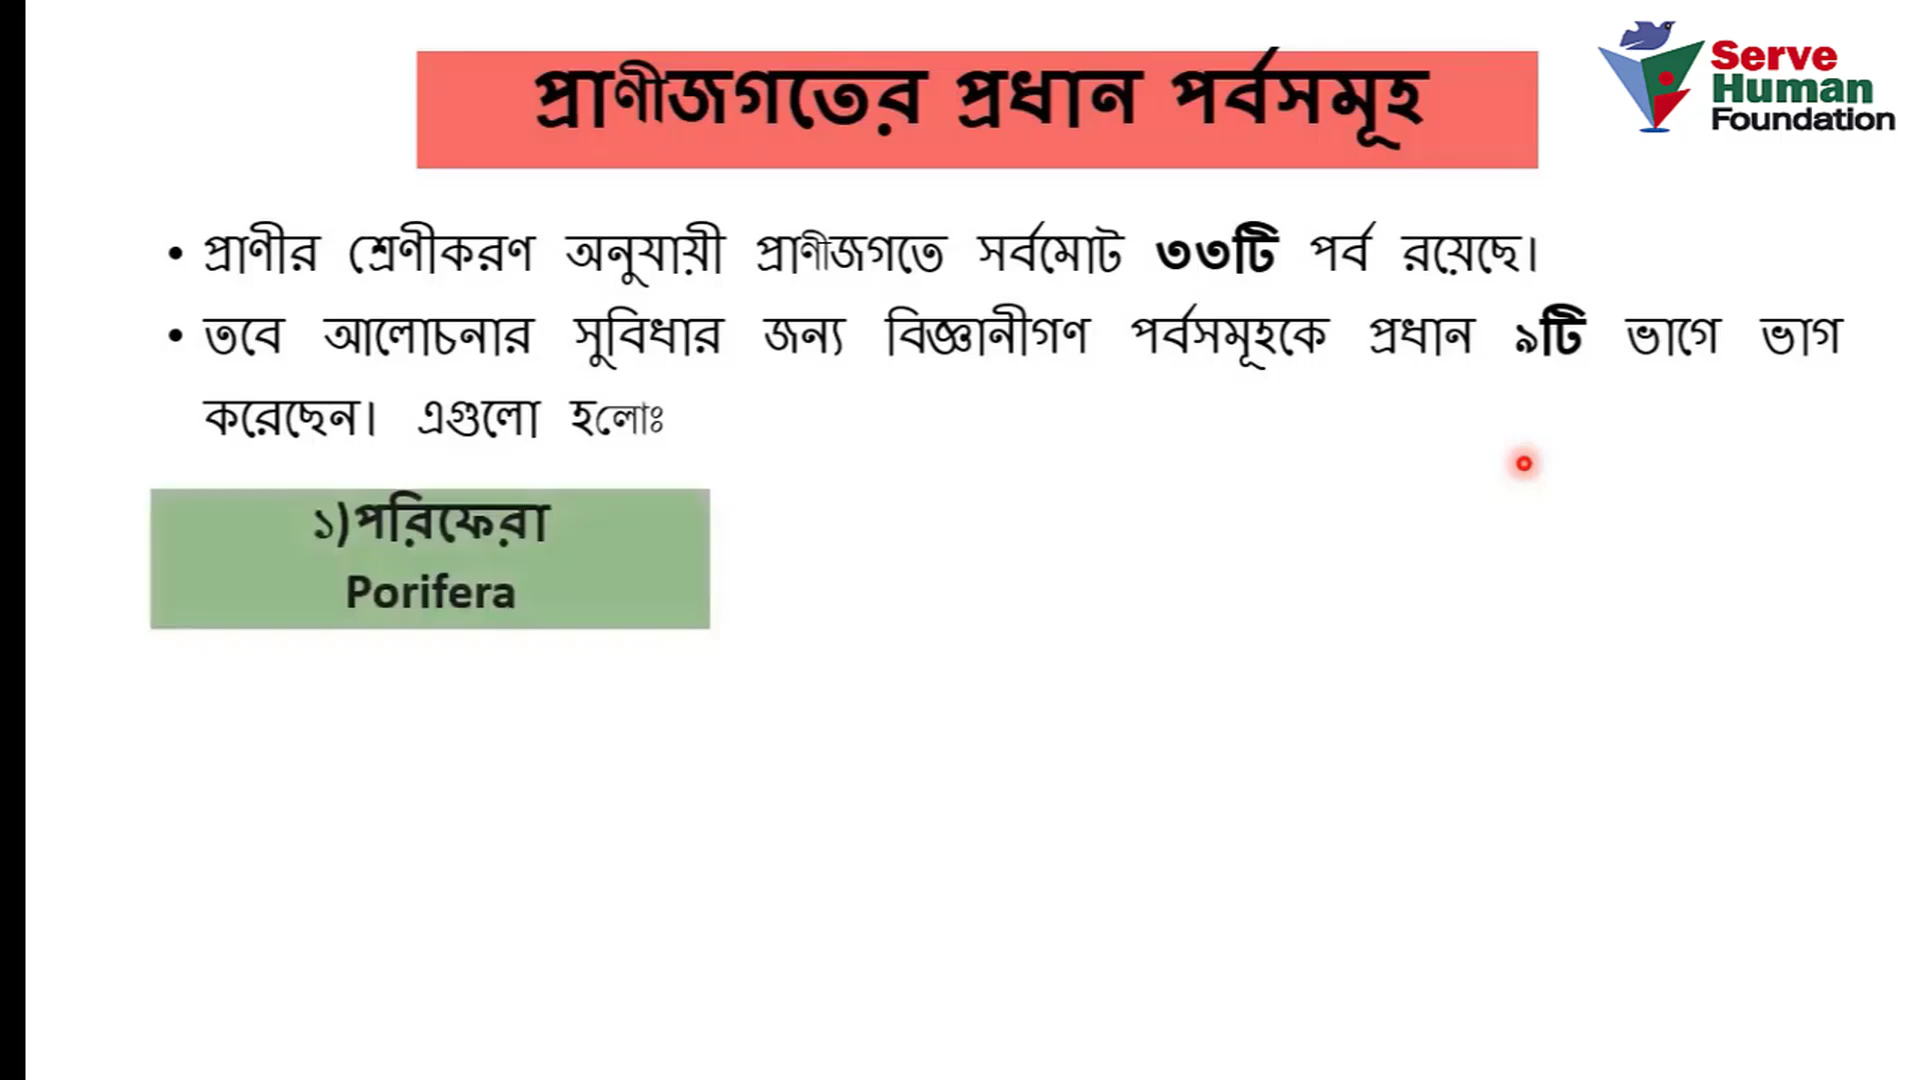 প্রাণীজগতের প্রধান পর্বসমূহ
Serve
Human
Foundation
• প্রাণীর শ্রেণীকরণ অনুযায়ী প্রাণীজগতে সর্বমোট ৩৩টি পর্ব রয়েছে।
• তবে আলোচনার সুবিধার জন্য বিজ্ঞানীগণ পর্বসমূহকে প্রধান ৯টি ভাগে ভাগ
করেছেন। এগুলো হলোঃ
১)পরিফেরা
Porifera